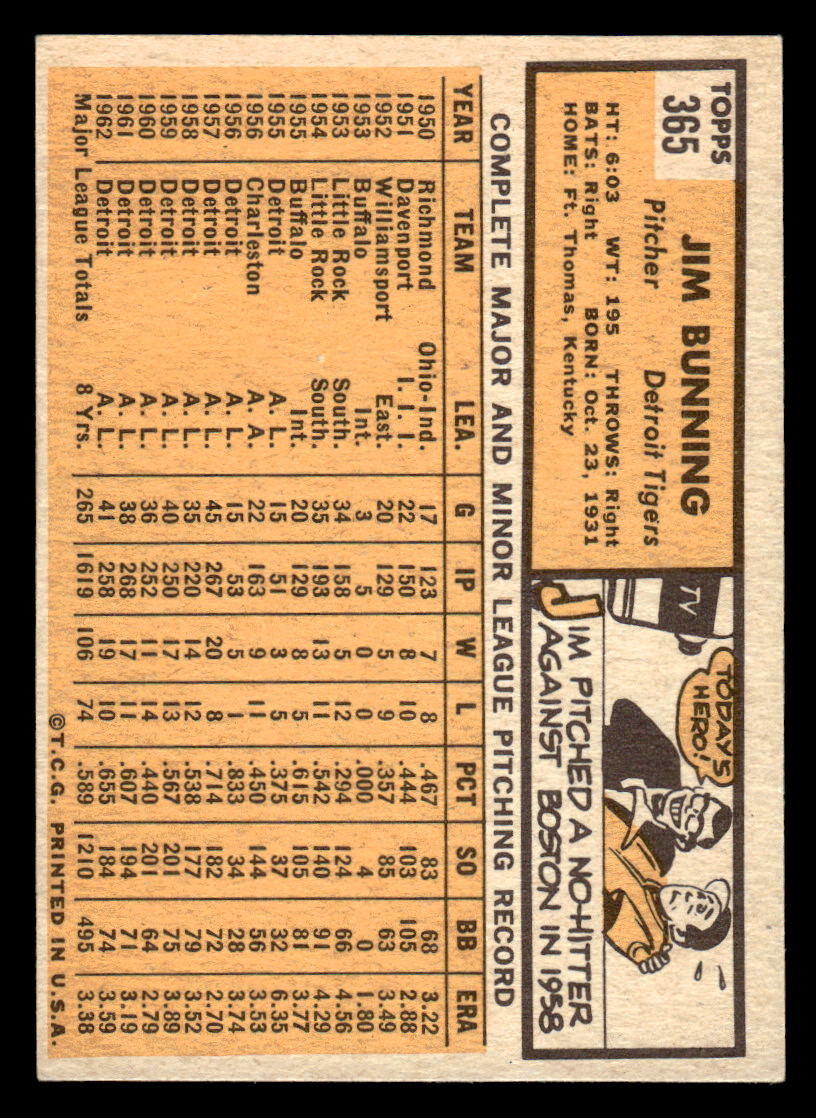 TOPPS
365
JIM BUNNING
Pitcher Detroit Tigers
HT: 6:03 WT: 195 THROWS: Right
BATS: Right BORN: Oct. 23, 1931
HOME: Ft. Thomas, Kentucky
TV
TODAY'S
HERO!
JIM PITCHED A NO-HITTER
AGAINST BOSTON IN 1958
COMPLETE MAJOR AND MINOR LEAGUE PITCHING RECORD
YEAR TEAM LEA. G IP W L PCT SO BB ERA
1950 Richmond Ohio-Ind. 17 123 7 8 .467 83 68 3.22
1951 Davenport I. I. I. 22 150 8 10 .444 103 105 2.88
1952 Williamsport East. 20 129 5 9 .357 85 63 3.49
1953 Buffalo Int. 3 5 0 0 .000 4 0 1.80
1953 Little Rock South. 34 158 5 12 .294 124 66 4.56
1954 Little Rock South. 35 193 13 11 .542 140 91 4.29
1955 Buffalo Int. 20 129 8 5 .615 105 81 3.77
1955 Detroit A. L. 15 51 3 5 .375 37 32 6.35
1956 Charleston A. A. 22 163 9 11 .450 144 56 3.53
1956 Detroit A. L. 15 53 5 1 .833 34 28 3.74
1957 Detroit A. L. 45 267 20 8 .714 182 72 2.70
1958 Detroit A. L. 35 220 14 12 .538 177 79 3.52
1959 Detroit A. L. 40 250 17 13 .567 201 75 3.89
1960 Detroit A. L. 36 252 11 14 .440 201 64 2.79
1961 Detroit A. L. 38 268 17 11 .607 194 71 3.19
1962 Detroit A. L. 41 258 19 10 .655 184 74 3.59
Major League Totals 8 Yrs. 265 1619 106 74 .589 1210 495 3.38
©T.C.G. PRINTED IN U.S.A.